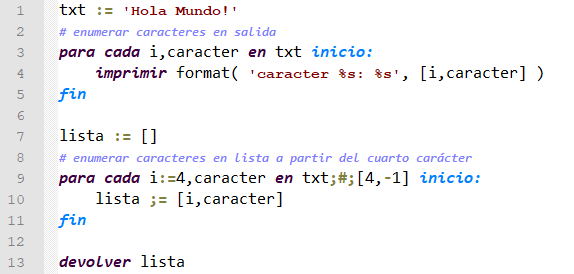 1 txt := 'Hola Mundo!'
2 # enumerar caracteres en salida
3 para cada i,caracter en txt inicio:
4 imprimir format( 'caracter %s: %s', [i,caracter] )
5 fin
6
7 lista := []
8 # enumerar caracteres en lista a partir del cuarto carácter
9 para cada i:=4,caracter en txt;#;[4,-1] inicio:
10 lista ;= [i,caracter]
11 fin
12
13 devolver lista